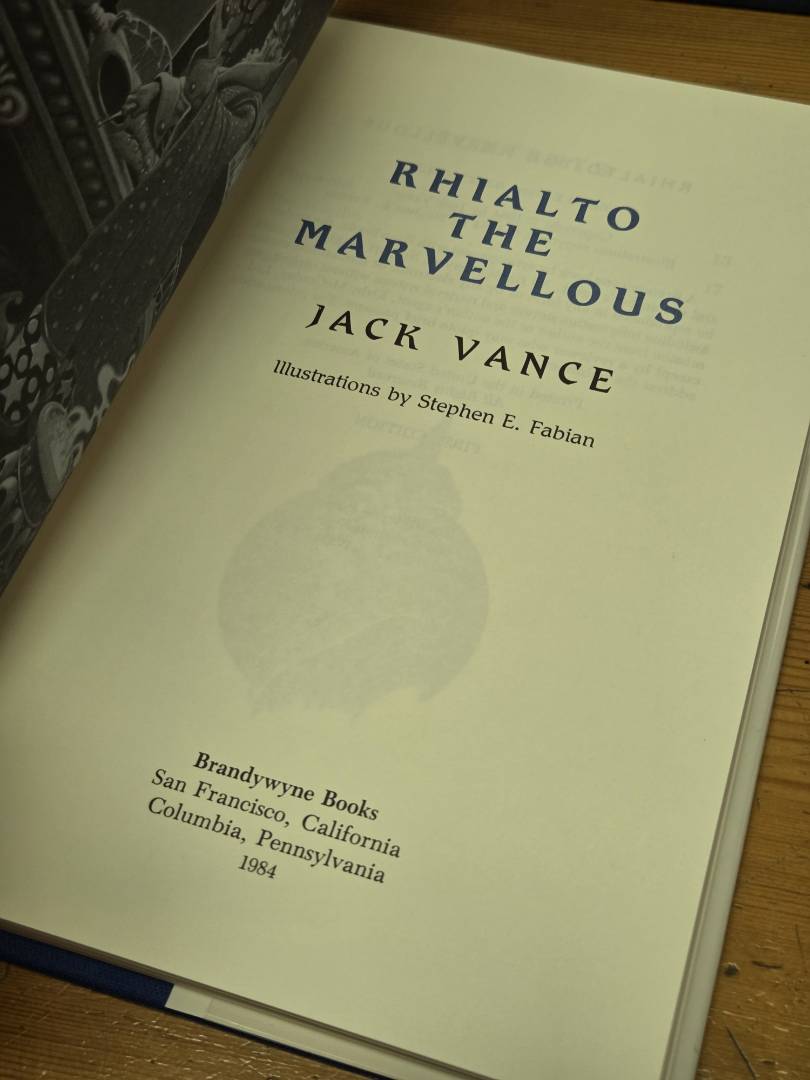 RHIALTO
THE
MARVELLOUS
JACK VANCE
Illustrations by Stephen E. Fabian
Brandywyne Books
San Francisco, California
Columbia, Pennsylvania
1984